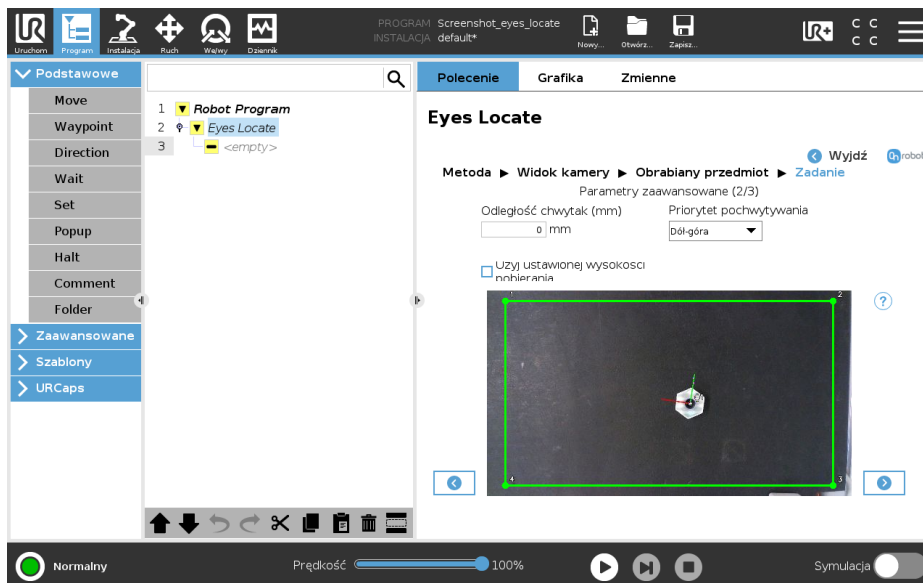 PROGRAM Screenshot_eyes_locate
INSTALACJA default*
Uruchom Program Instalacja Ruch We/Wy Dziennik Nowy... Otwórz... Zapisz...
UR+
C C
C C
Podstawowe
Move
Waypoint
Direction
Wait
Set
Popup
Halt
Comment
Folder
Zaawansowane
Szablony
URCaps
1 Robot Program
2 Eyes Locate
3 <empty>
Polecenie Grafika Zmienne
Eyes Locate
Wyjdź
Metoda ▶ Widok kamery ▶ Obrabiany przedmiot ▶ Zadanie
Parametry zaawansowane (2/3)
Odległość chwytak (mm) Priorytet pochwytywania
0 mm Dół-góra
Użyj ustawionej wysokości
pobierania
1 2
?
4 3
Normalny Prędkość 100% Symulacja